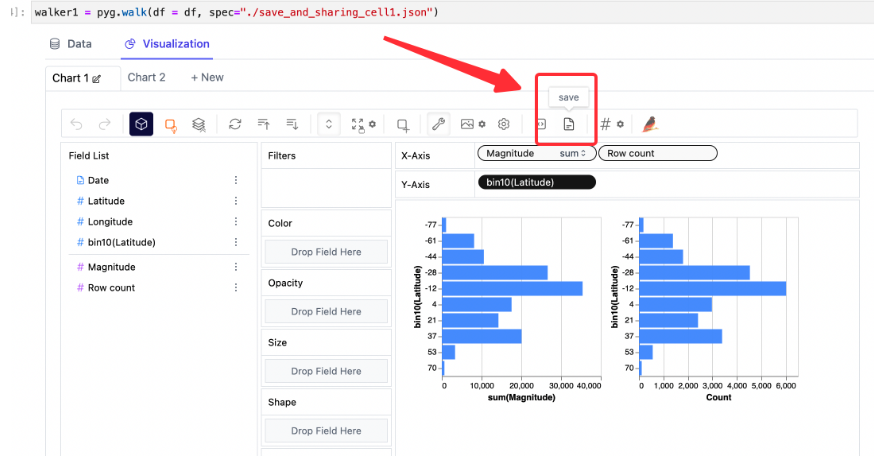 ]: walker1 = pyg.walk(df = df, spec="./save_and_sharing_cell1.json")
Data Visualization
Chart 1 Chart 2 + New
save
Field List
Date
# Latitude
# Longitude
# bin10(Latitude)
# Magnitude
# Row count
Filters
Color
Drop Field Here
Opacity
Drop Field Here
Size
Drop Field Here
Shape
Drop Field Here
X-Axis Magnitude sum Row count
Y-Axis bin10(Latitude)
bin10(Latitude)
-77
-61
-44
-28
-12
4
21
37
53
70
0 10,000 20,000 30,000 40,000
sum(Magnitude)
bin10(Latitude)
-77
-61
-44
-28
-12
4
21
37
53
70
0 1,000 2,000 3,000 4,000 5,000 6,000
Count